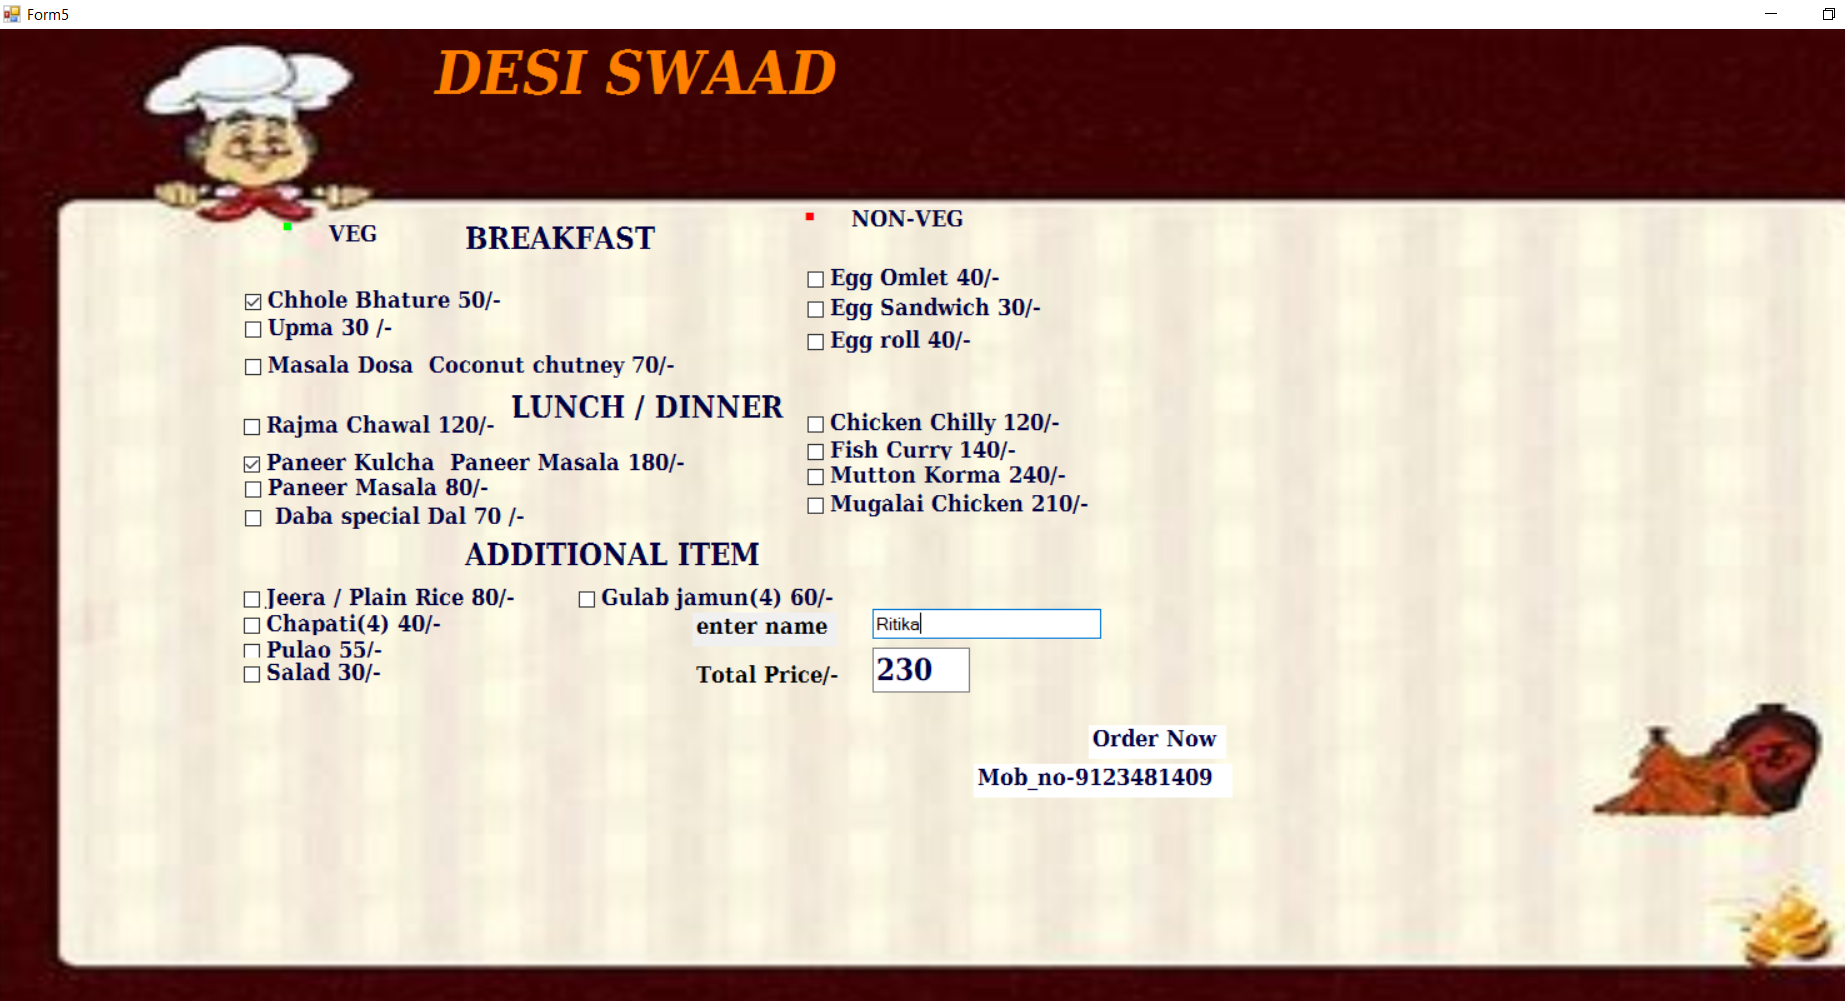 Form5
DESI SWAAD
VEG
BREAKFAST
NON-VEG
Chhole Bhature 50/-
Upma 30 /-
Masala Dosa  Coconut chutney 70/-
Egg Omlet 40/-
Egg Sandwich 30/-
Egg roll 40/-
LUNCH / DINNER
Rajma Chawal 120/-
Paneer Kulcha  Paneer Masala 180/-
Paneer Masala 80/-
Daba special Dal 70 /-
Chicken Chilly 120/-
Fish Curry 140/-
Mutton Korma 240/-
Mugalai Chicken 210/-
ADDITIONAL ITEM
Jeera / Plain Rice 80/-
Chapati(4) 40/-
Pulao 55/-
Salad 30/-
Gulab jamun(4) 60/-
enter name
Ritika
Total Price/-
230
Order Now
Mob_no-9123481409